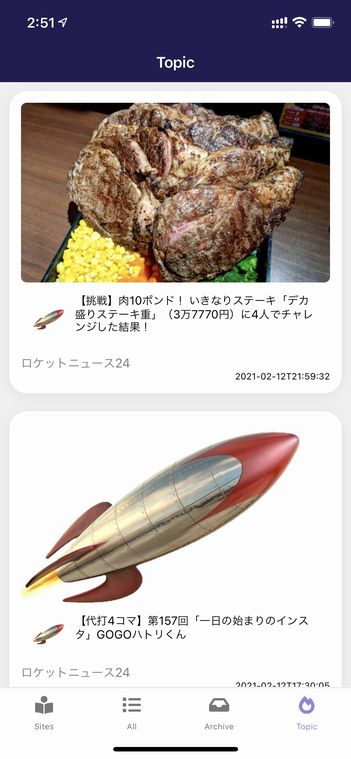 2:51
Topic
【挑戦】肉10ポンド！ いきなりステーキ「デカ
盛りステーキ重」（3万7770円）に4人でチャレ
ンジした結果！
ロケットニュース24
2021-02-12T21:59:32
【代打4コマ】第157回「一日の始まりのインス
タ」GOGOハトリくん
ロケットニュース24
2021-02-12T17:30:05
Sites
All
Archive
Topic